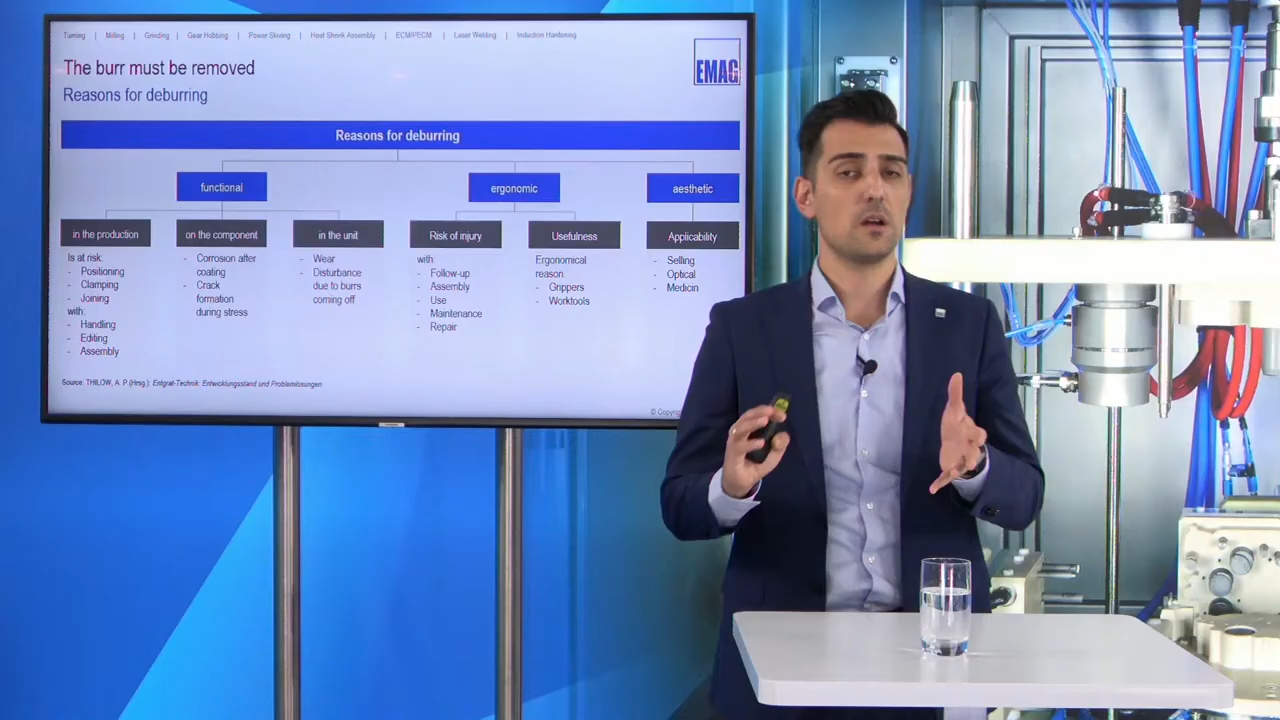 Turning | Milling | Grinding | Gear Hobbing | Power Skiving | Heat Shrink Assembly | ECM/PECM | Laser Welding | Induction Hardening
The burr must be removed
Reasons for deburring
EMAG
Reasons for deburring
functional
ergonomic
aesthetic
in the production
on the component
in the unit
Risk of injury
Usefulness
Applicability
Is at risk:
- Positioning
- Clamping
- Joining
with:
- Handling
- Editing
- Assembly
- Corrosion after
coating
- Crack
formation
during stress
- Wear
- Disturbance
due to burrs
coming off
with:
- Follow-up
- Assembly
- Use
- Maintenance
- Repair
Ergonomical
reason:
- Grippers
- Worktools
- Selling
- Optical
- Medicin
Source: THILOW, A. P.(Hrsg.): Entgrat-Technik: Entwicklungsstand und Problemlösungen
© Copyrig